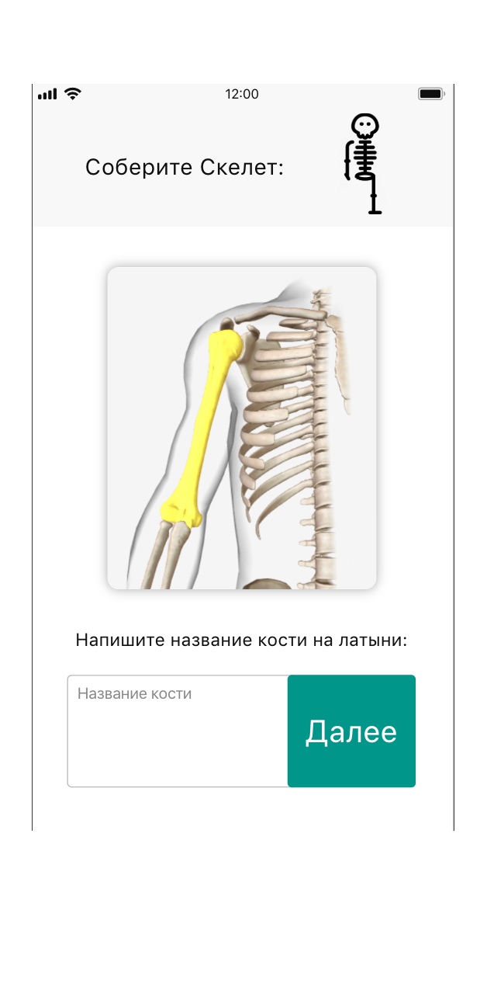 12:00
Соберите Скелет:
Напишите название кости на латыни:
Название кости
Далее